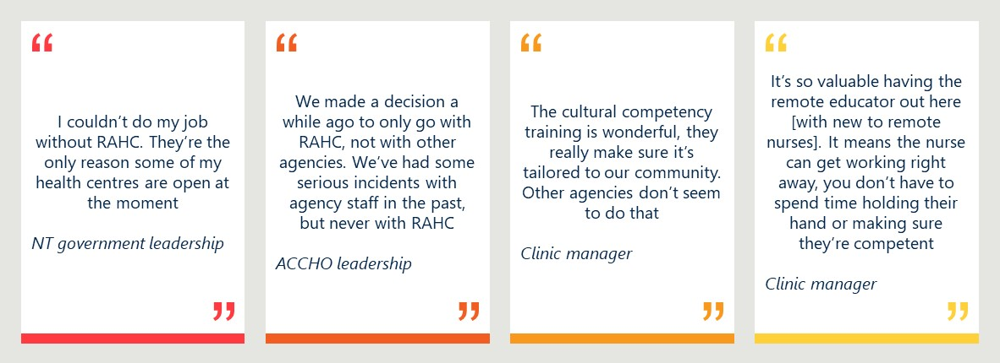 “
I couldn’t do my job
without RAHC. They’re the
only reason some of my
health centres are open at
the moment
NT government leadership
”
“
We made a decision a
while ago to only go with
RAHC, not with other
agencies. We’ve had some
serious incidents with
agency staff in the past,
but never with RAHC
ACCHO leadership
”
“
The cultural competency
training is wonderful, they
really make sure it’s
tailored to our community.
Other agencies don’t seem
to do that
Clinic manager
”
“
It’s so valuable having the
remote educator out here
[with new to remote
nurses]. It means the nurse
can get working right
away, you don’t have to
spend time holding their
hand or making sure
they’re competent
Clinic manager
”